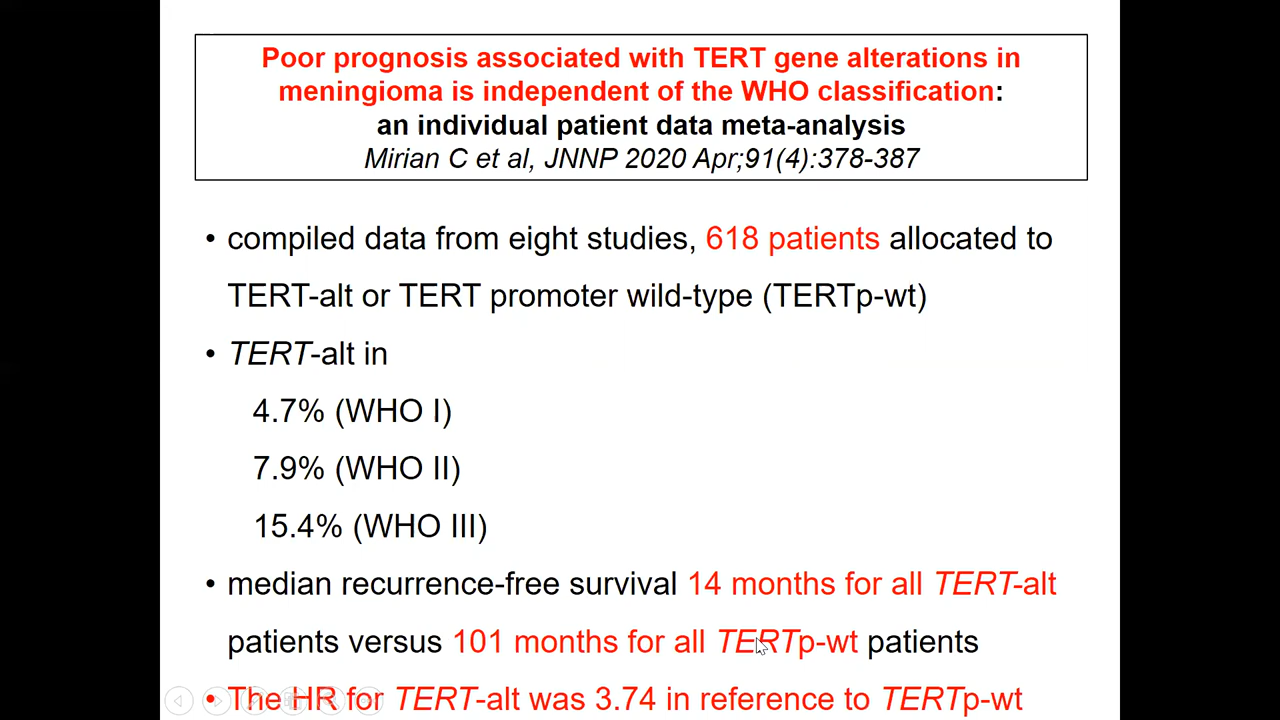 Poor prognosis associated with TERT gene alterations in
meningioma is independent of the WHO classification:
an individual patient data meta-analysis
Mirian C et al, JNNP 2020 Apr;91(4):378-387
• compiled data from eight studies, 618 patients allocated to
TERT-alt or TERT promoter wild-type (TERTp-wt)
• TERT-alt in
4.7% (WHO I)
7.9% (WHO II)
15.4% (WHO III)
• median recurrence-free survival 14 months for all TERT-alt
patients versus 101 months for all TERTp-wt patients
• The HR for TERT-alt was 3.74 in reference to TERTp-wt